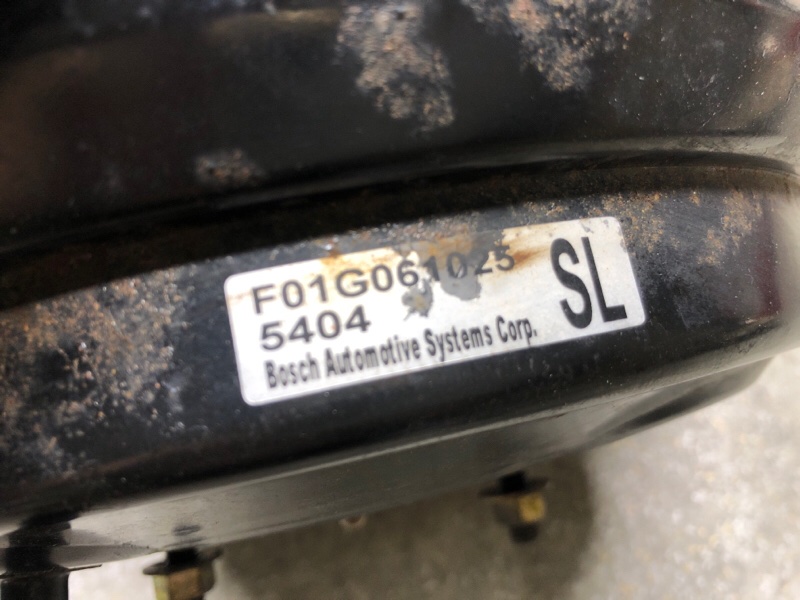 F01G061025
5404
Bosch Automotive Systems Corp.
SL